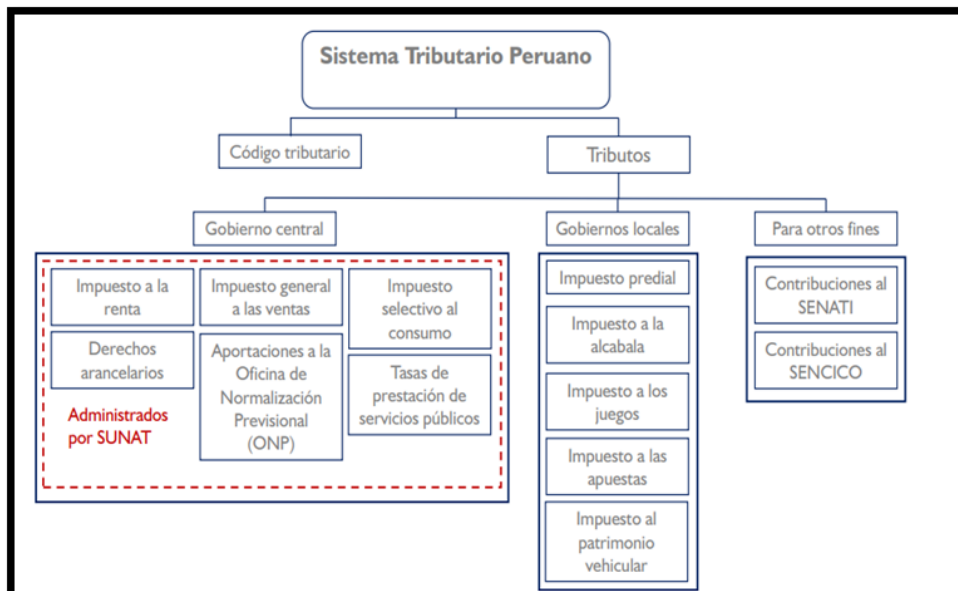 Sistema Tributario Peruano
Código tributario
Tributos
Gobierno central
Gobiernos locales
Para otros fines
Impuesto a la
renta
Impuesto general
a las ventas
Impuesto
selectivo al
consumo
Derechos
arancelarios
Aportaciones a la
Oficina de
Normalización
Previsional
(ONP)
Tasas de
prestación de
servicios públicos
Administrados
por SUNAT
Impuesto predial
Impuesto a la
alcabala
Impuesto a los
juegos
Impuesto a las
apuestas
Impuesto al
patrimonio
vehicular
Contribuciones al
SENATI
Contribuciones al
SENCICO